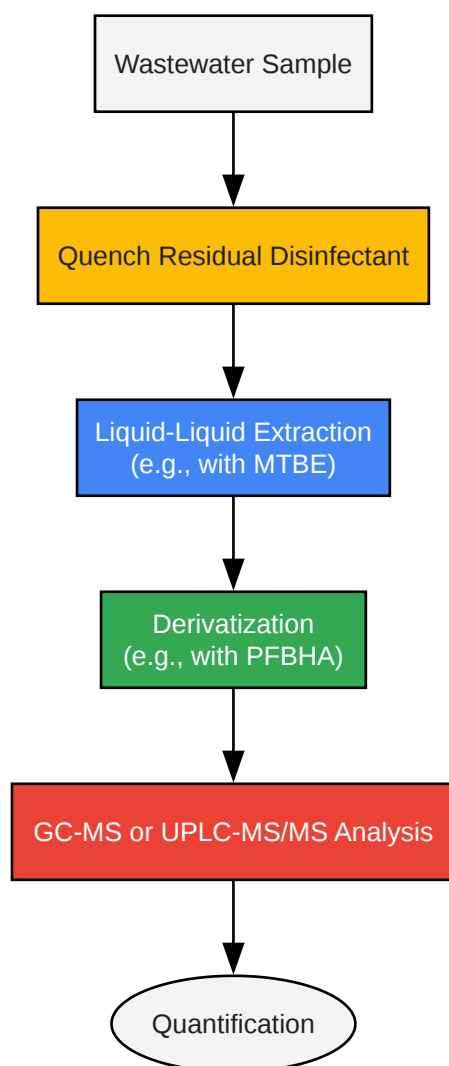 Wastewater Sample
Quench Residual Disinfectant
Liquid-Liquid Extraction
(e.g., with MTBE)
Derivatization
(e.g., with PFBHA)
GC-MS or UPLC-MS/MS Analysis
Quantification